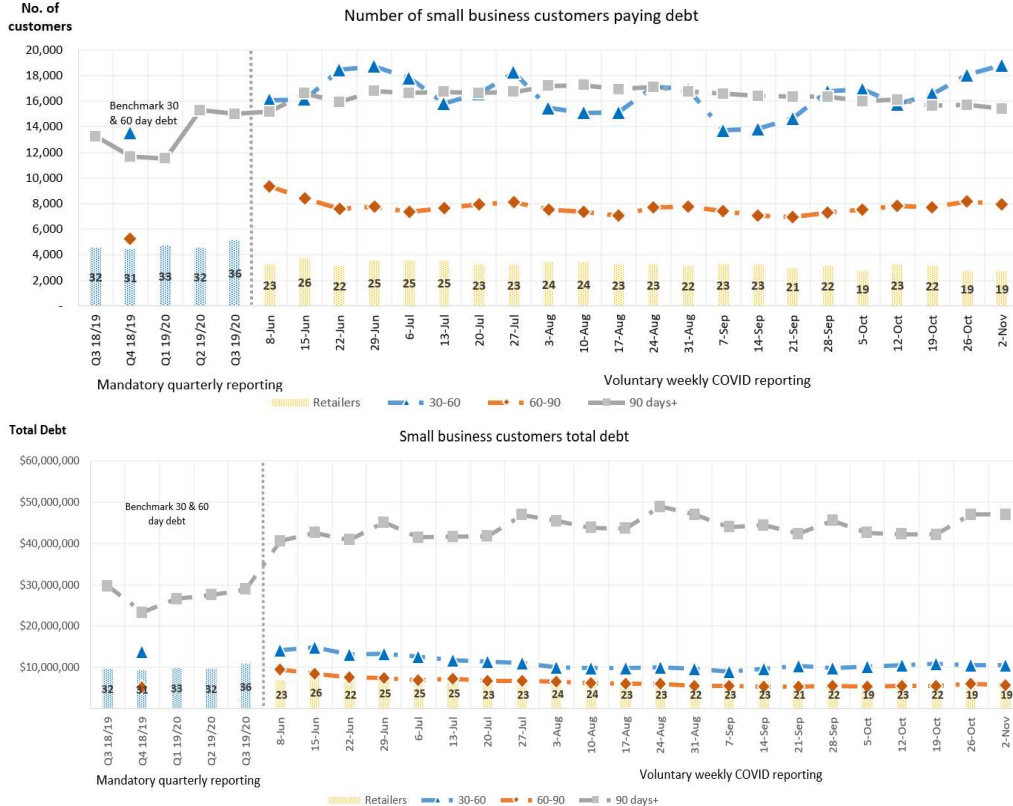 No. of
customers
Number of small business customers paying debt
20,000
18,000
16,000
14,000
12,000
10,000
8,000
6,000
4,000
2,000
-
Benchmark 30
& 60 day debt
32 31 33 32 36 23 26 22 25 25 25 23 23 24 24 23 23 22 23 23 21 22 19 23 22 19 19
Q3 18/19 Q4 18/19 Q1 19/20 Q2 19/20 Q3 19/20 8-Jun 15-Jun 22-Jun 29-Jun 6-Jul 13-Jul 20-Jul 27-Jul 3-Aug 10-Aug 17-Aug 24-Aug 31-Aug 7-Sep 14-Sep 21-Sep 28-Sep 5-Oct 12-Oct 19-Oct 26-Oct 2-Nov
Mandatory quarterly reporting Voluntary weekly COVID reporting
Retailers 30-60 60-90 90 days+
Total Debt
Small business customers total debt
$60,000,000
$50,000,000
$40,000,000
$30,000,000
$20,000,000
$10,000,000
Benchmark 30 & 60
day debt
32 31 33 32 36 23 26 22 25 25 25 23 23 24 24 23 23 22 23 23 21 22 19 23 22 19 19
Q3 18/19 Q4 18/19 Q1 19/20 Q2 19/20 Q3 19/20 8-Jun 15-Jun 22-Jun 29-Jun 6-Jul 13-Jul 20-Jul 27-Jul 3-Aug 10-Aug 17-Aug 24-Aug 31-Aug 7-Sep 14-Sep 21-Sep 28-Sep 5-Oct 12-Oct 19-Oct 26-Oct 2-Nov
Mandatory quarterly reporting Voluntary weekly COVID reporting
Retailers 30-60 60-90 90 days+